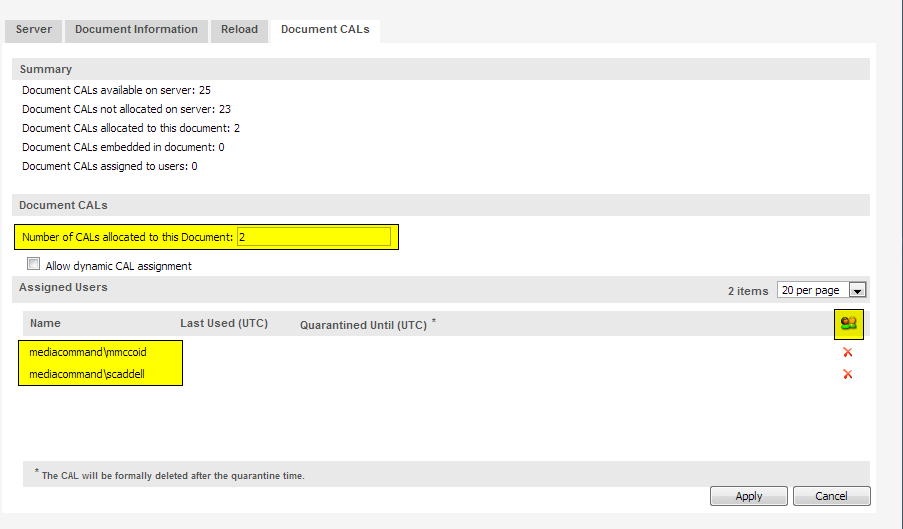 Server Document Information Reload Document CALs
Summary
Document CALs available on server: 25
Document CALs not allocated on server: 23
Document CALs allocated to this document: 2
Document CALs embedded in document: 0
Document CALs assigned to users: 0
Document CALs
Number of CALs allocated to this Document: 2
Allow dynamic CAL assignment
Assigned Users 2 items 20 per page
Name Last Used (UTC) Quarantined Until (UTC) *
mediacommand\mmccoid
mediacommand\scaddell
* The CAL will be formally deleted after the quarantine time.
Apply Cancel